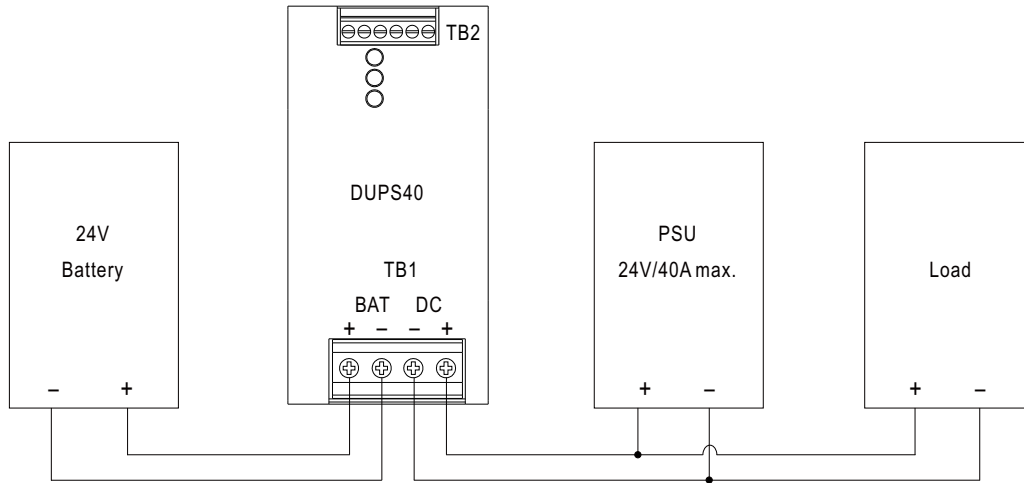 TB2
DUPS40
24V
Battery
PSU
24V/40A max.
Load
TB1
BAT DC
+ – – +
– +
+ –
+ –